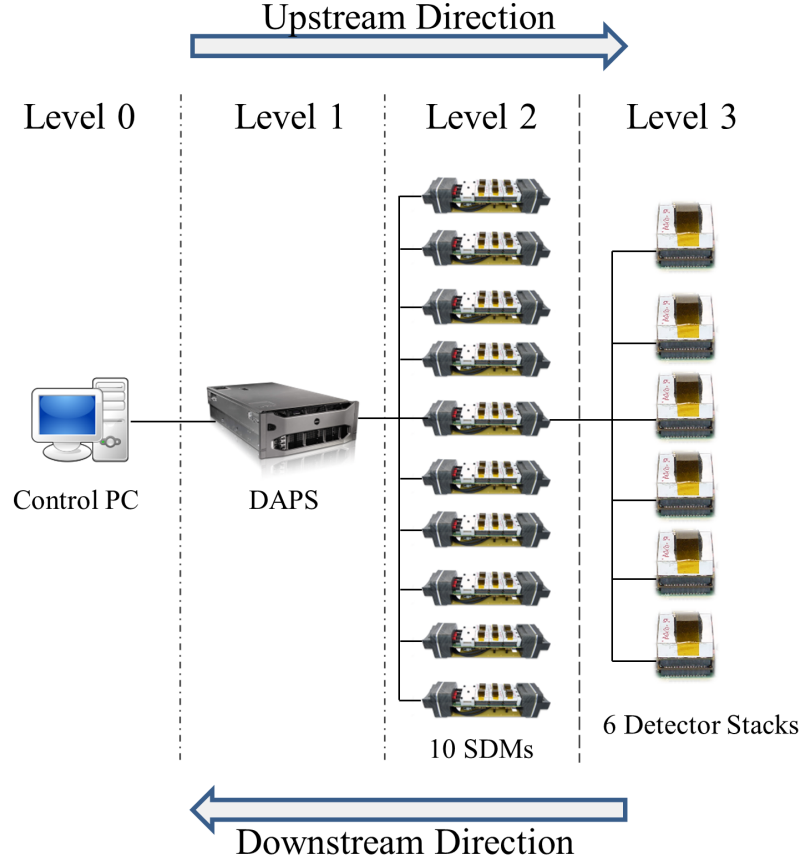 Upstream Direction
Level 0
Level 1
Level 2
Level 3
Control PC
DAPS
10 SDMs
6 Detector Stacks
Downstream Direction